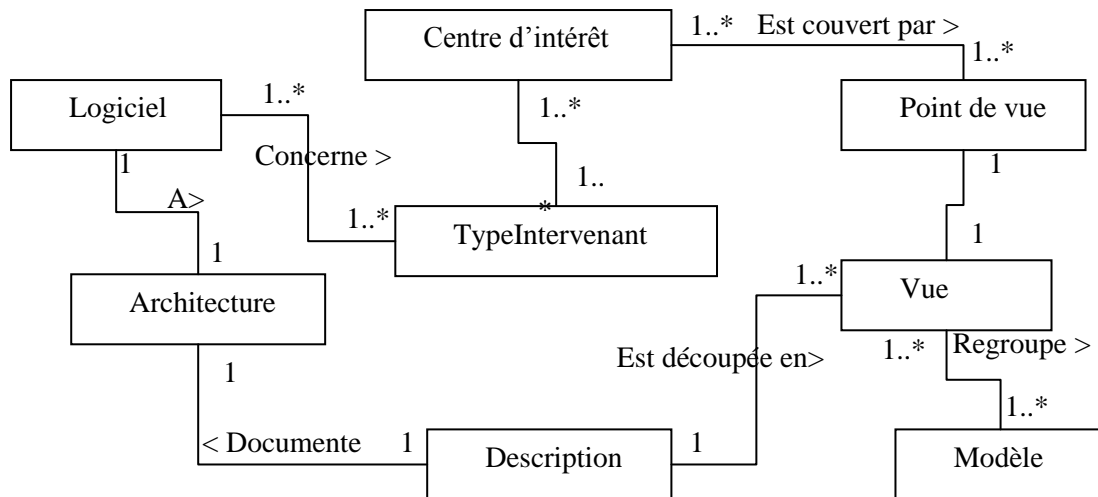 Centre d'intérêt
1..*
Est couvert par >
1..*
Logiciel
1..*
1..*
Point de vue
1
Concerne >
1..
*
1
A>
1..*
TypeIntervenant
1
1
Architecture
1..*
Vue
1
Est découpée en>
1..*
Regroupe >
1..*
< Documente
1
Description
1
Modèle